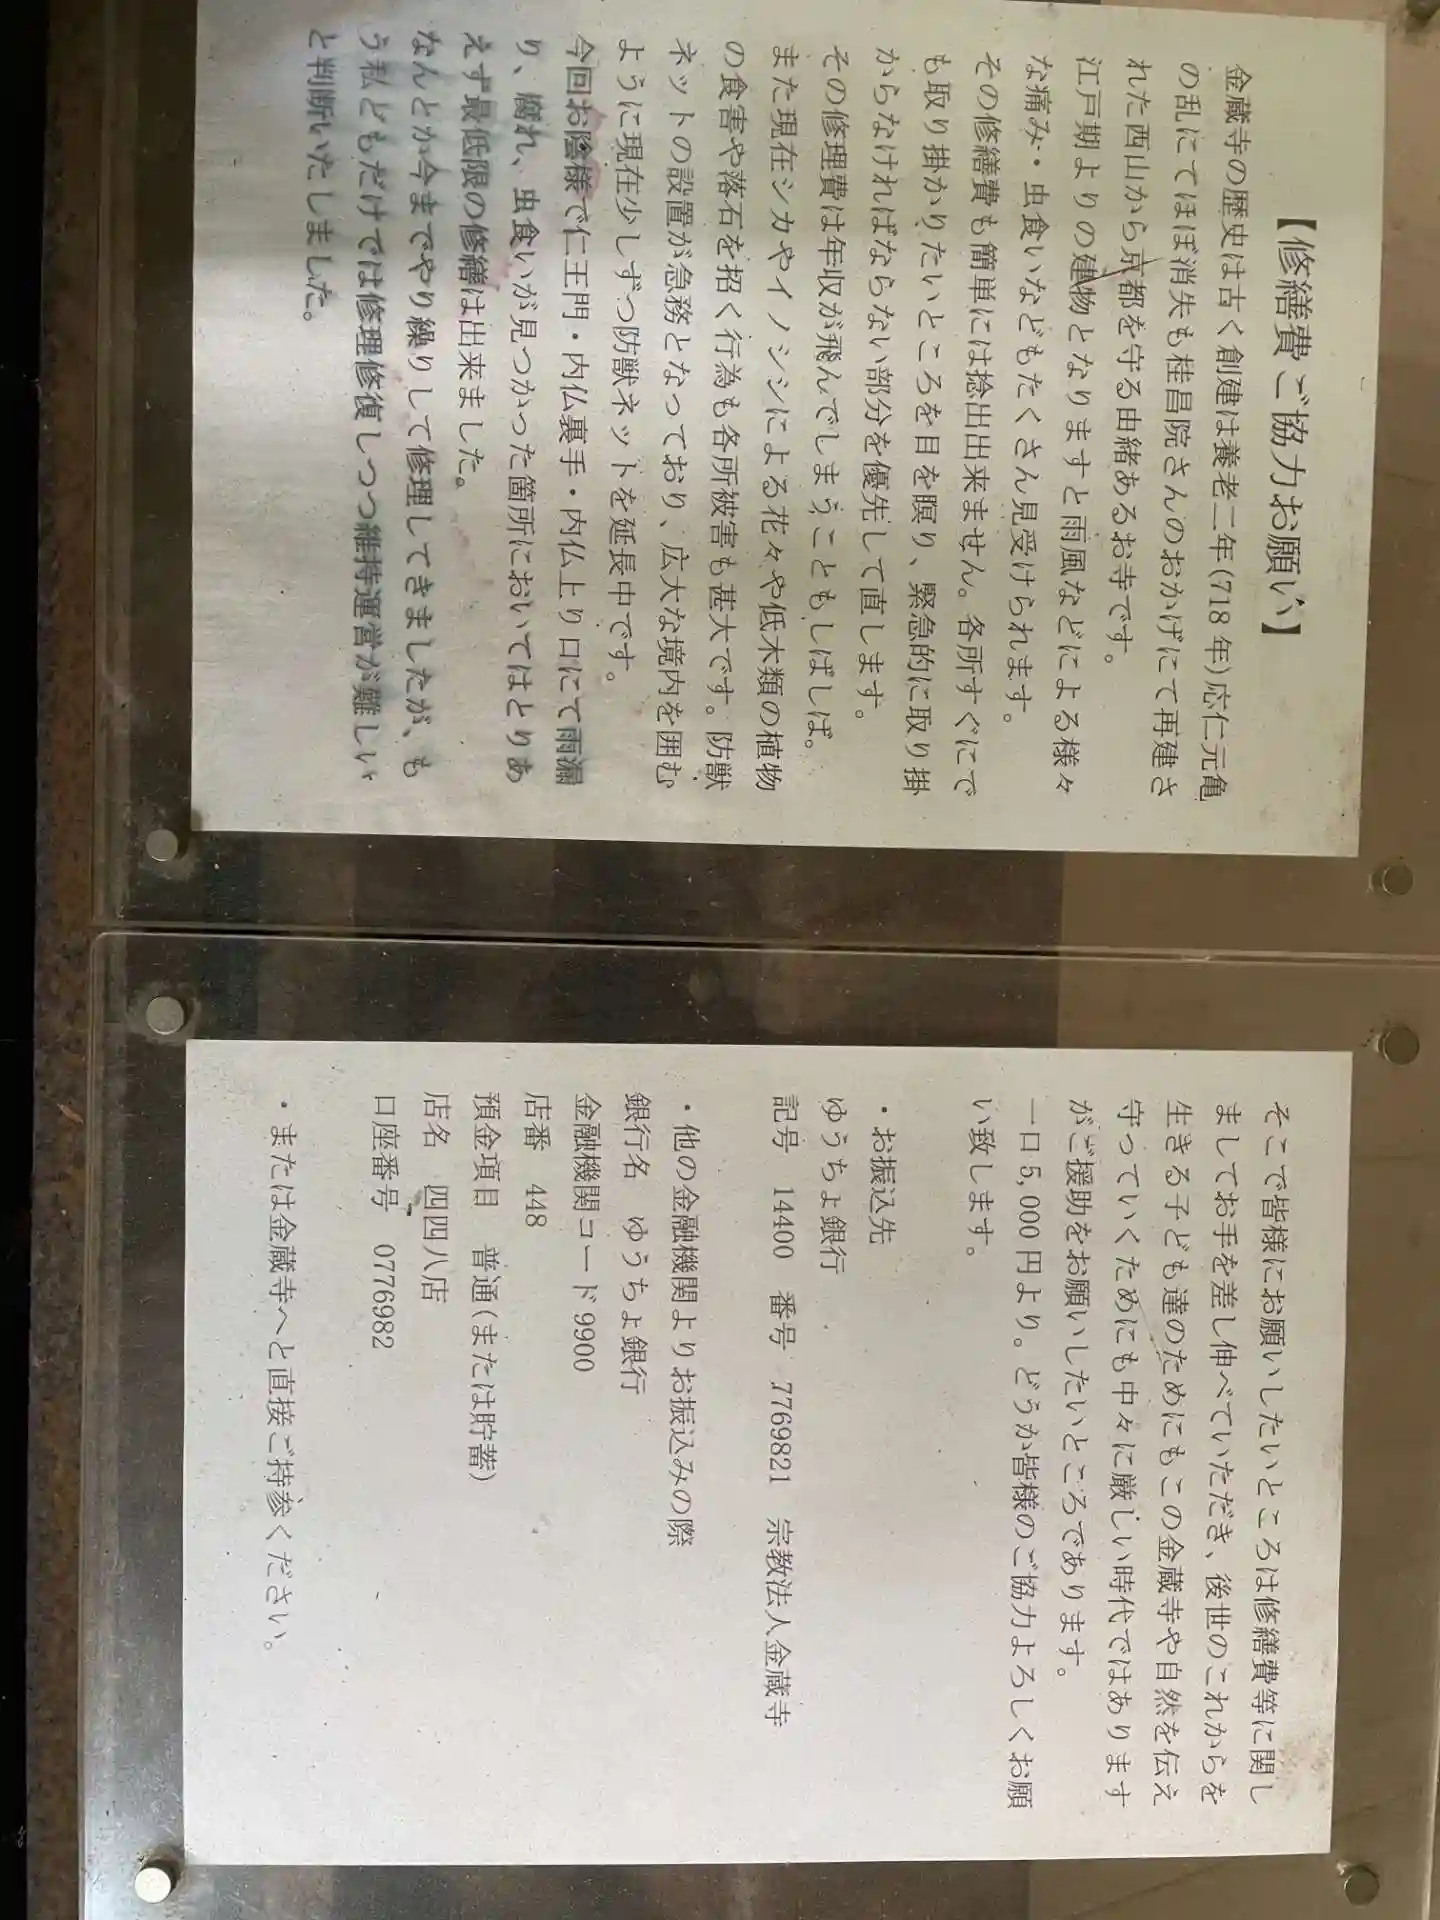 【修繕費ご協力お願い】
金蔵寺の歴史は古く創建は養老二年(718年)応仁元亀
の乱にてほぼ消失も桂昌院さんのおかげにて再建さ
れた西山から京都を守る由緒あるお寺です。
江戸期よりの建物となりますと雨風などによる様々
な痛み・虫食いなどもたくさん見受けられます。
その修繕費も簡単には捻出出来ません。各所すぐにで
も取り掛かりたいところを目を瞑り、緊急的に取り掛
からなければならない部分を優先して直します。
その修理費は年収が飛んでしまうこともしばしば。
また現在シカやイノシシによる花々や低木類の植物
の食害や落石を招く行為も各所被害も甚大です。防獣
ネットの設置が急務となっており、広大な境内を囲む
ように現在少しずつ防獣ネットを延長中です。
今回お陰様で仁王門・内仏裏手・内仏上り口にて雨漏
り、腐れ、虫食いが見つかった箇所においてはとりあ
えず最低限の修繕は出来ました。
なんとか今までやり繰りして修理してきましたが、も
う私どもだけでは修理修復しつつ維持運営が難しい
と判断いたしました。
そこで皆様にお願いしたいところは修繕費等に関し
ましてお手を差し伸べていただき、後世のこれからを
生きる子ども達のためにもこの金蔵寺や自然を伝え
守っていくためにも中々に厳しい時代ではあります
がご援助をお願いしたいところであります。
一口5,000円より。どうか皆様のご協力よろしくお願
い致します。
・お振込先
ゆうちょ銀行
記号 14400 番号 7769821 宗教法人金蔵寺
・他の金融機関よりお振込みの際
銀行名 ゆうちょ銀行
金融機関コード9900
店番 448
預金項目 普通(または貯蓄)
店名 四四八店
口座番号 0776982
・または金蔵寺へと直接ご持参ください。